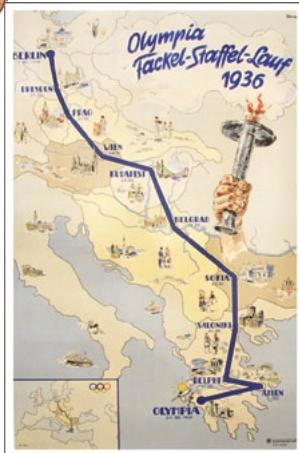 Olympia
Fackel-Staffel-Lauf
1936
BERLIN
DRESDEN
PRAG
WIEN
BUDAPEST
BELGRAD
SOFIA
SALONIKI
DELPHI
ATHEN
OLYMPIA